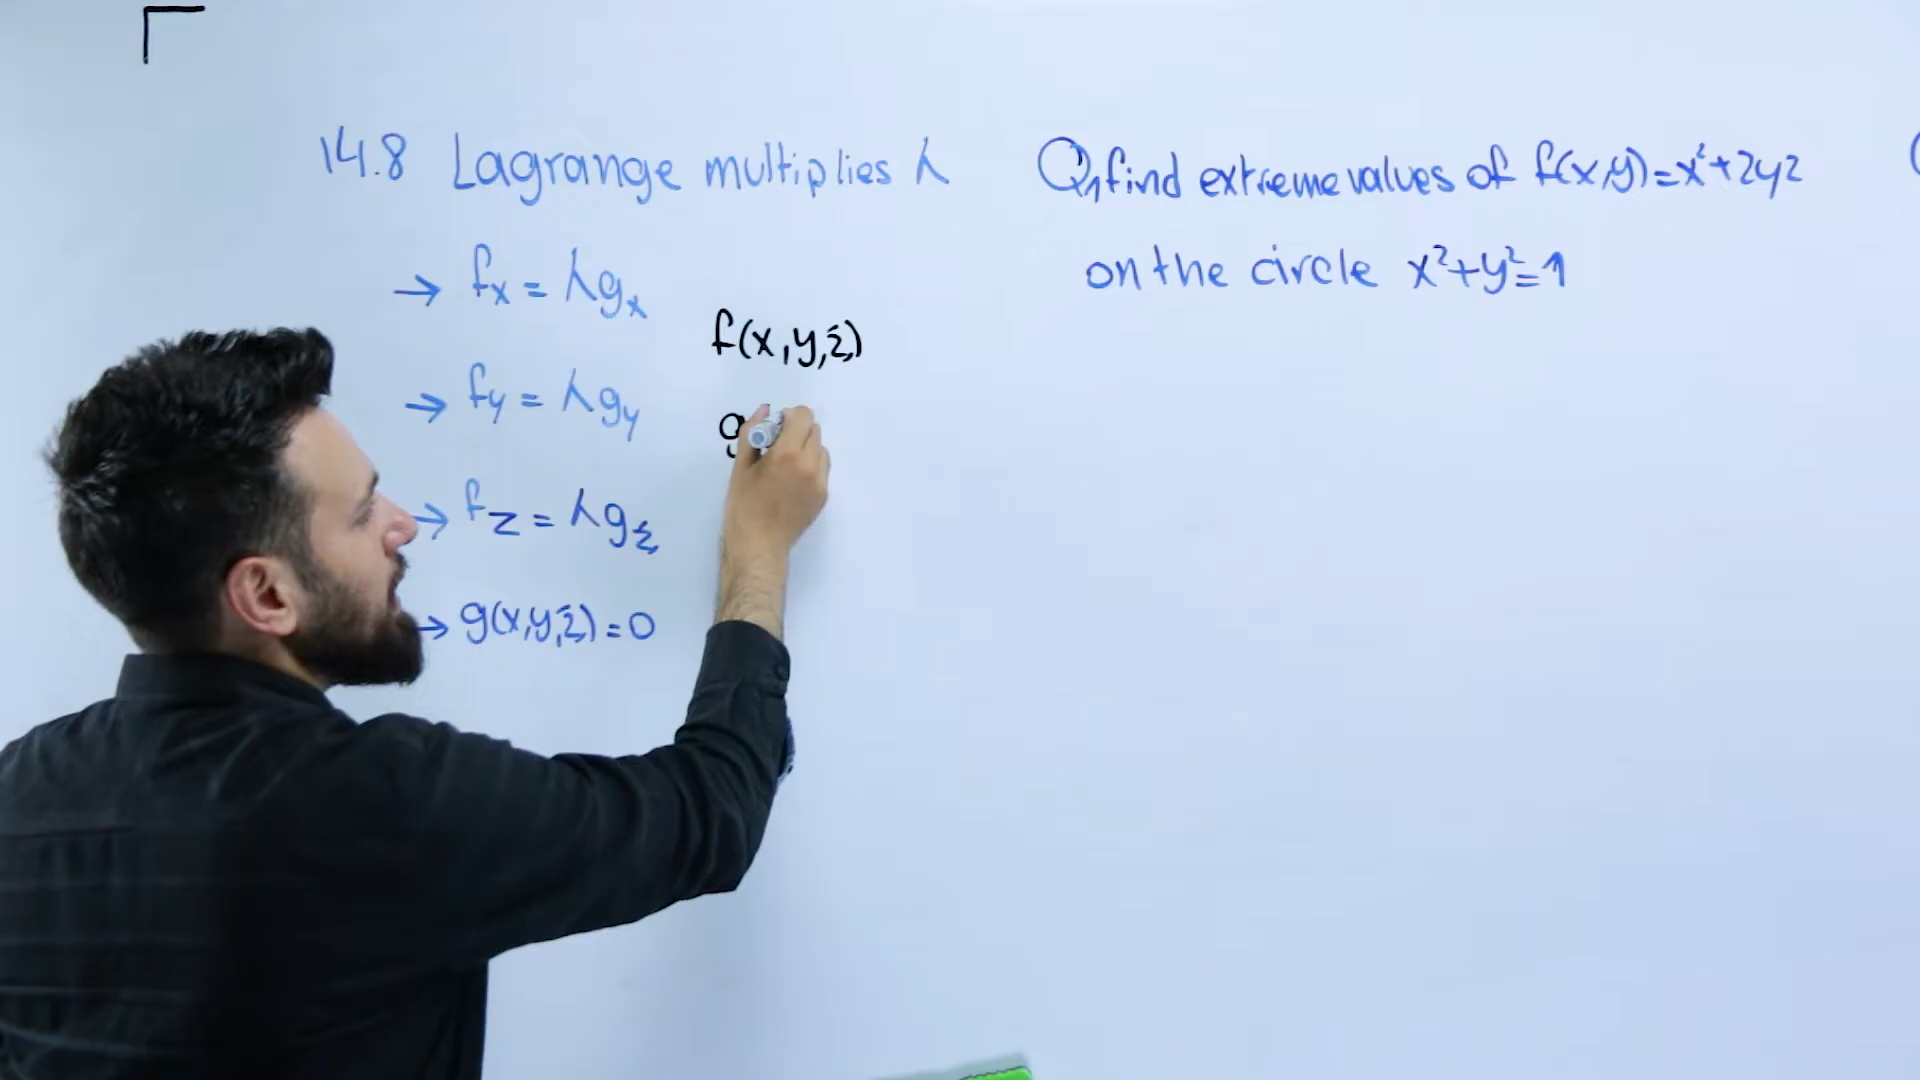 14.8 Lagrange multiplies λ
→ fx = λgx
→ fy = λgy
→ fz = λgz
→ g(x,y,z) = 0
f(x,y,z)
g
Q1 find extreme values of f(x,y)=x²+2y2
on the circle x²+y²=1